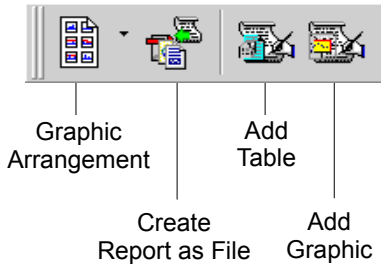 Graphic
Arrangement
Add
Table
Create
Report as File
Add
Graphic